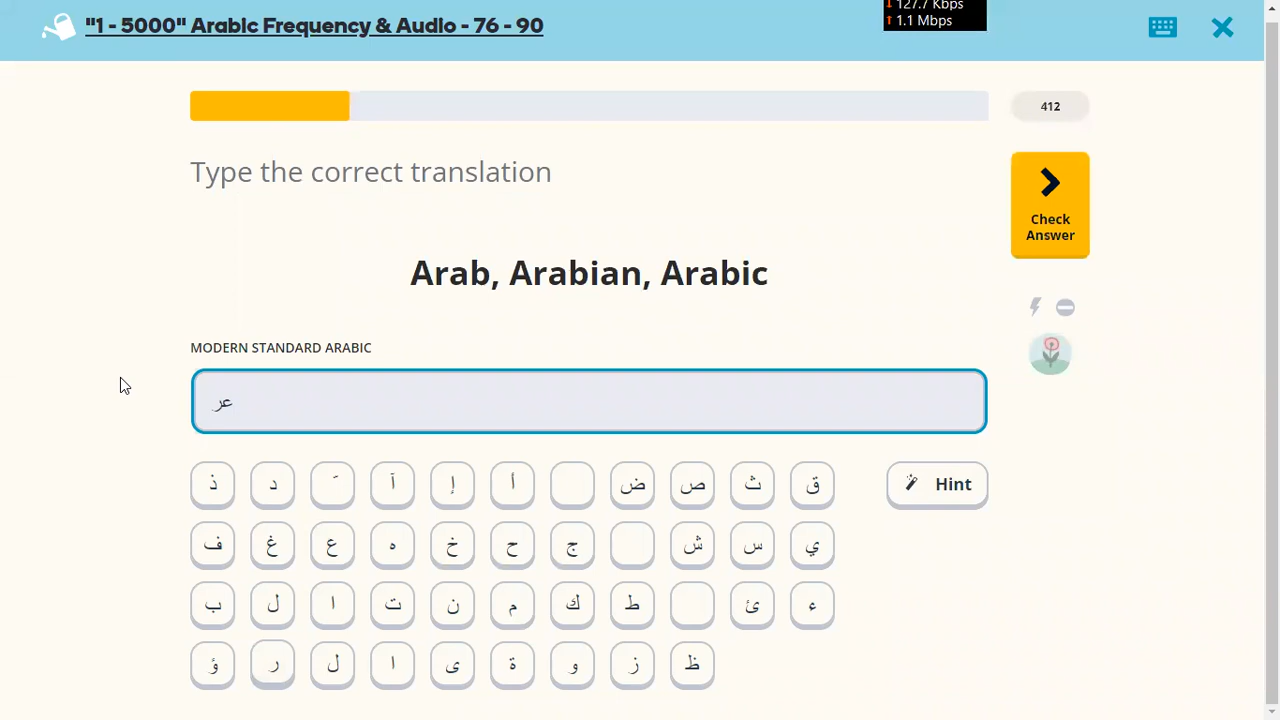 127.7 Kbps
1.1 Mbps
"1 - 5000" Arabic Frequency & Audio - 76 - 90
412
Type the correct translation
Check
Answer
Arab, Arabian, Arabic
MODERN STANDARD ARABIC
عر
ذ د َ آ إ أ ض ص ث ق
Hint
ف غ ع ه خ ح ج ش س ي
ب ل ا ت ن م ك ط ئ ء
ؤ ر ل ا ى ة و ز ظ